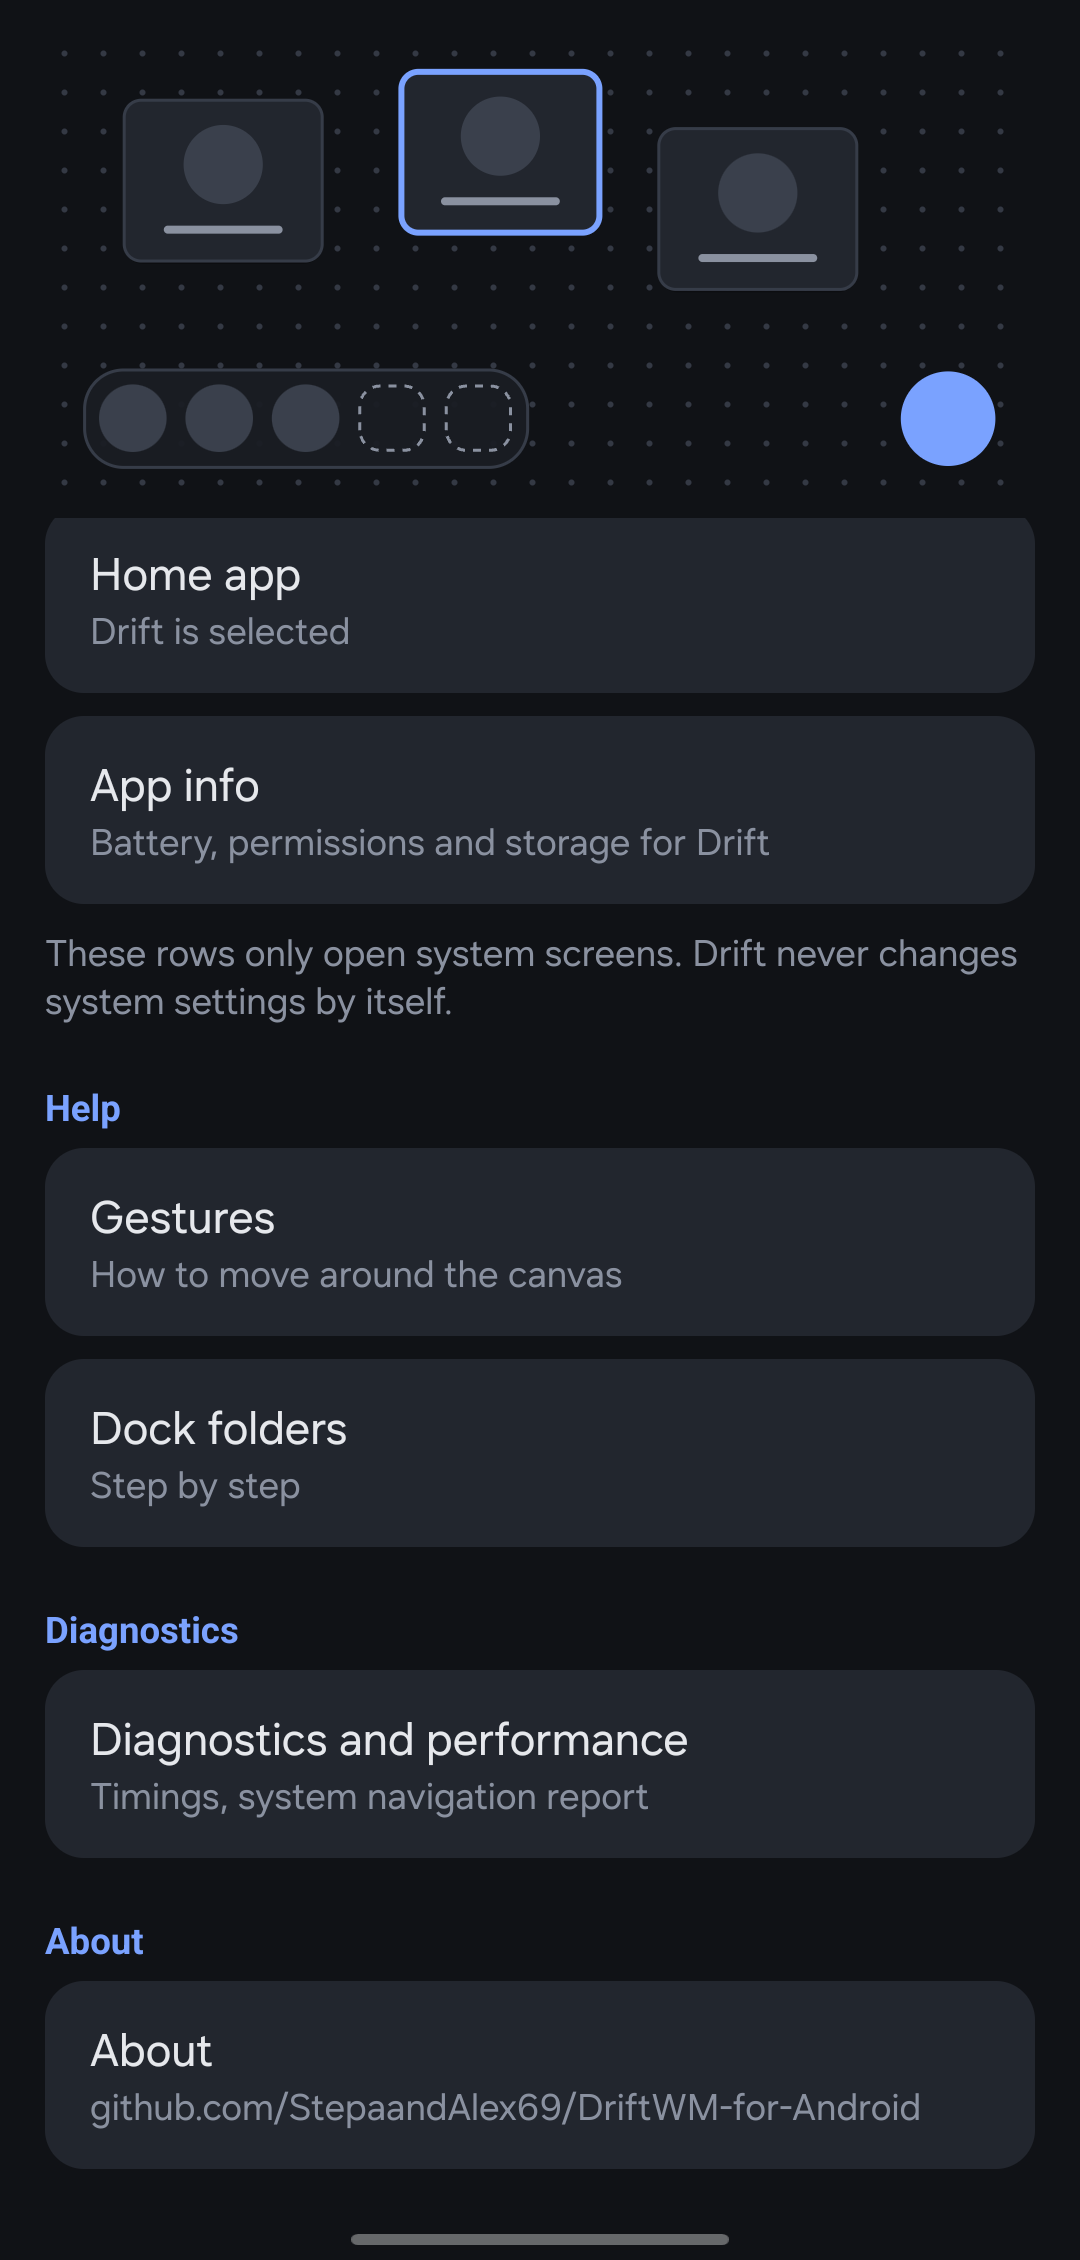 Home app
Drift is selected
App info
Battery, permissions and storage for Drift
These rows only open system screens. Drift never changes
system settings by itself.
Help
Gestures
How to move around the canvas
Dock folders
Step by step
Diagnostics
Diagnostics and performance
Timings, system navigation report
About
About
github.com/StepaandAlex69/DriftWM-for-Android